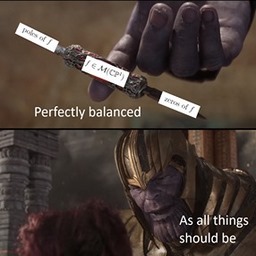 poles of f
f ∈ M(ℂP¹)
zeros of f
Perfectly balanced
As all things
should be